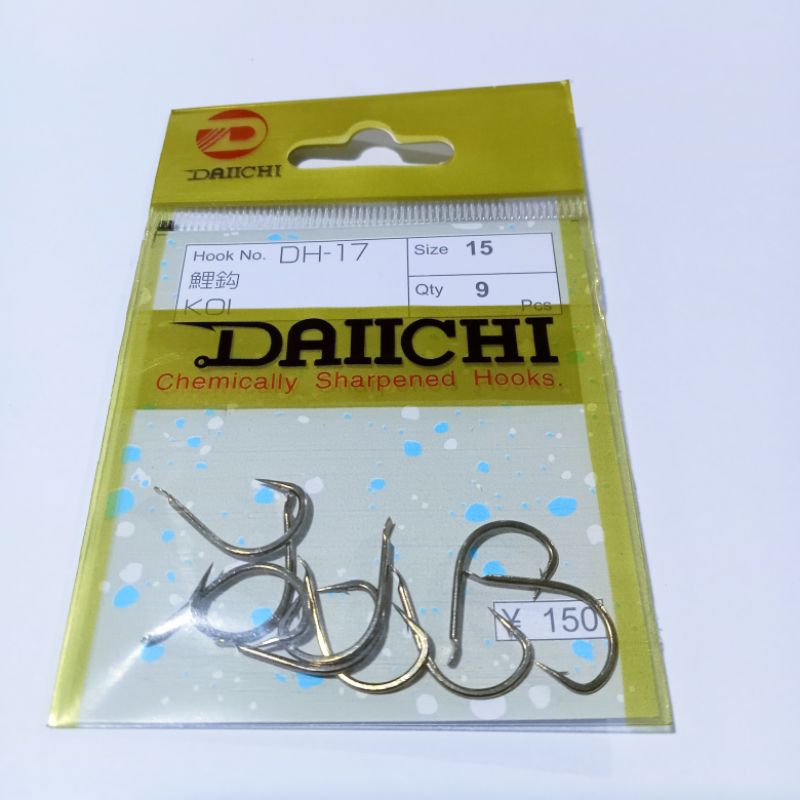 DAIICHI
Hook No. DH-17
鯉鈎
KOI
Size 15
Qty 9 Pcs
DAIICHI
Chemically Sharpened Hooks.
¥ 150